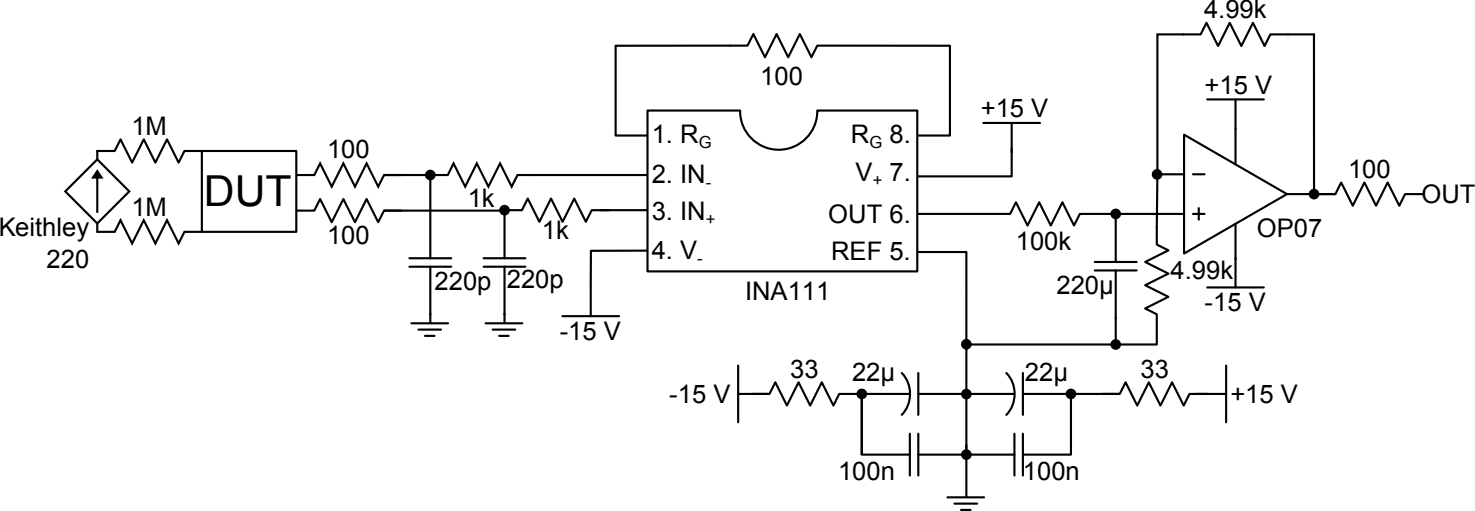 4.99k
100
+15 V
+15 V
1M
100
1. RG
RG 8.
DUT
2. IN-
V+ 7.
100
1k
3. IN+
OUT 6.
OUT
1M
100
1k
100k
OP07
Keithley
220
4. V-
REF 5.
220p
220p
INA111
220µ
4.99k
-15 V
-15 V
33
22µ
22µ
33
-15 V
+15 V
100n
100n